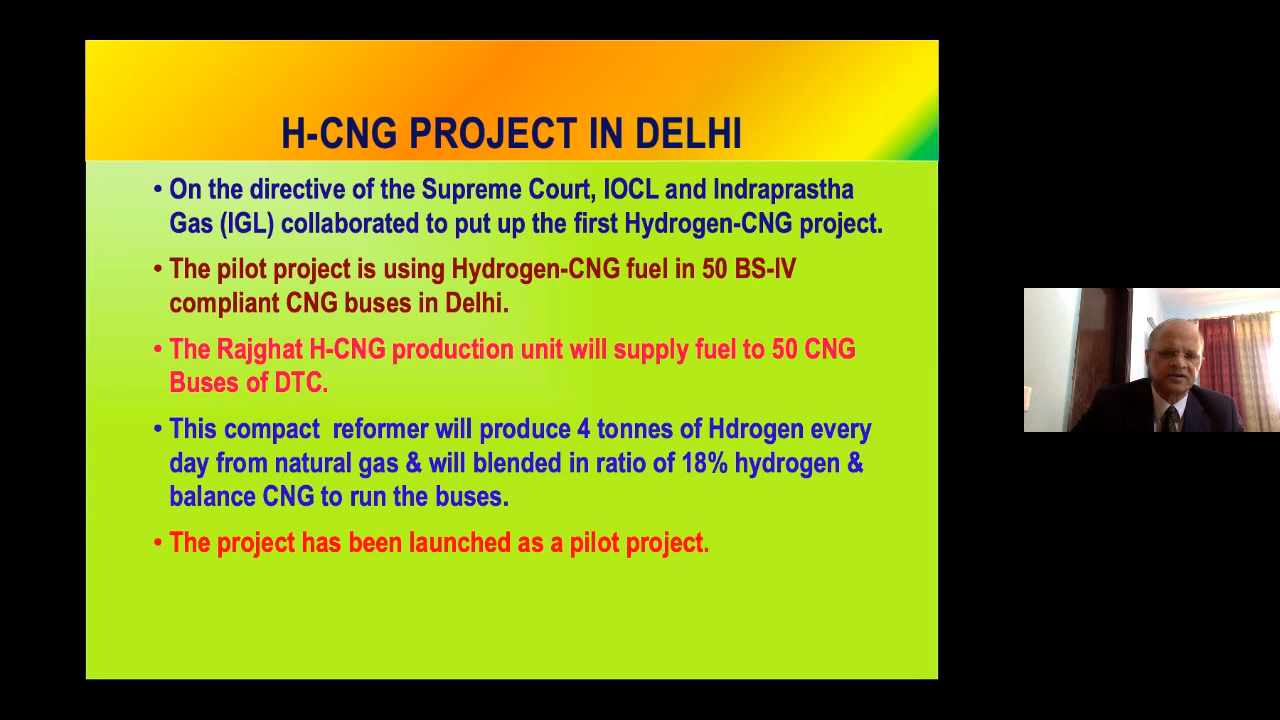 H-CNG PROJECT IN DELHI
• On the directive of the Supreme Court, IOCL and Indraprastha
Gas (IGL) collaborated to put up the first Hydrogen-CNG project.
• The pilot project is using Hydrogen-CNG fuel in 50 BS-IV
compliant CNG buses in Delhi.
• The Rajghat H-CNG production unit will supply fuel to 50 CNG
Buses of DTC.
• This compact  reformer will produce 4 tonnes of Hdrogen every
day from natural gas & will blended in ratio of 18% hydrogen &
balance CNG to run the buses.
• The project has been launched as a pilot project.